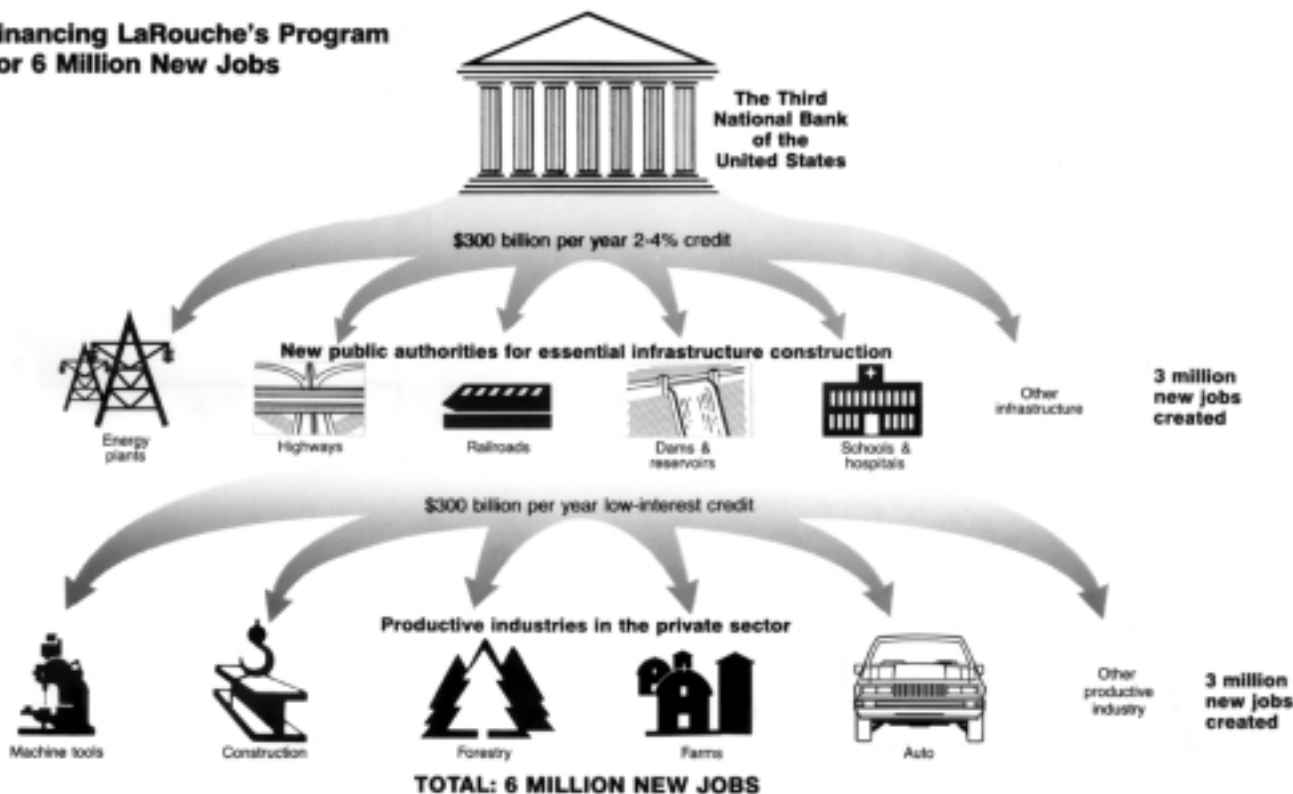 inancing LaRouche's Program
or 6 Million New Jobs
The Third
National Bank
of the
United States
$300 billion per year 2-4% credit
New public authorities for essential infrastructure construction
Energy
plants
Highways
Railroads
Dams &
reservoirs
Schools &
hospitals
Other
infrastructure
3 million
new jobs
created
$300 billion per year low-interest credit
Productive industries in the private sector
Machine tools
Construction
Forestry
Farms
Auto
Other
productive
industry
3 million
new jobs
created
TOTAL: 6 MILLION NEW JOBS